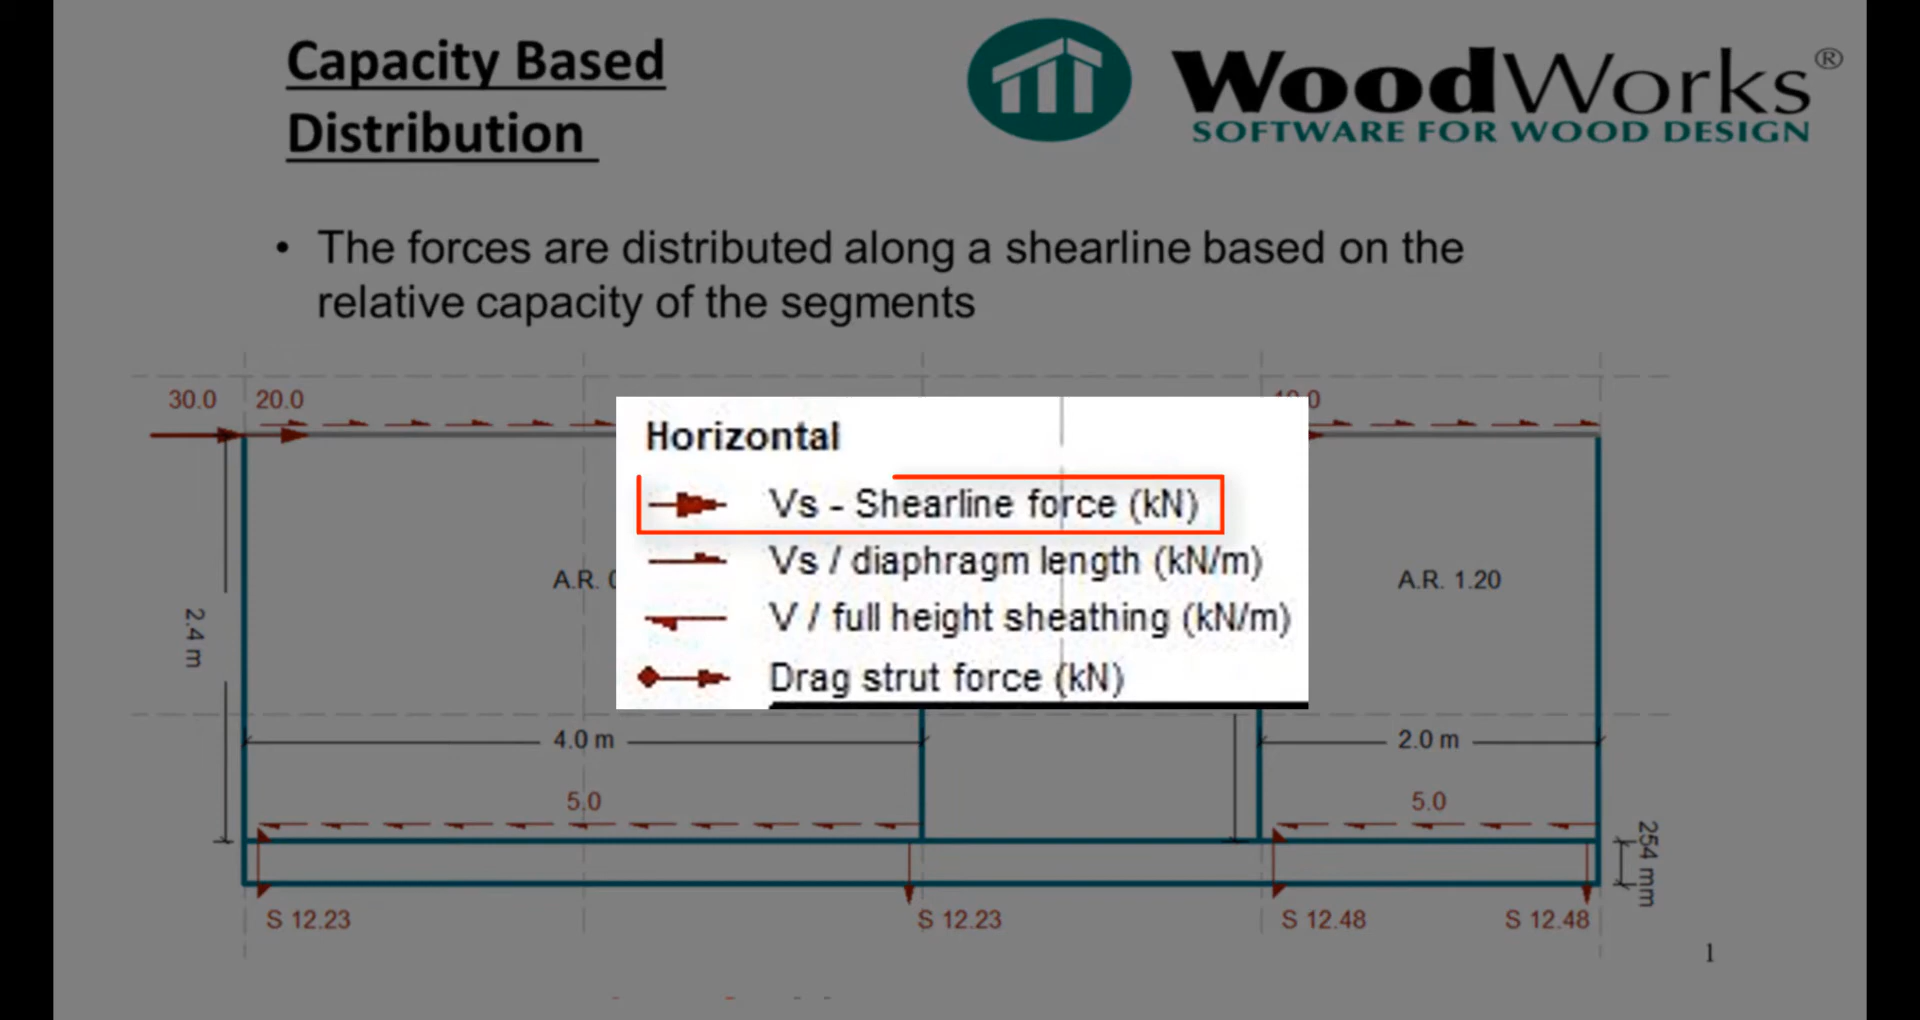 Capacity Based
Distribution
WoodWorks®
SOFTWARE FOR WOOD DESIGN
• The forces are distributed along a shearline based on the
relative capacity of the segments
30.0 20.0
Horizontal
Vs - Shearline force (kN)
Vs / diaphragm length (kN/m)
V / full height sheathing (kN/m)
Drag strut force (kN)
A.R.
A.R. 1.20
2.4 m
4.0 m
2.0 m
5.0
5.0
254 mm
S 12.23
S 12.23
S 12.48
S 12.48
1